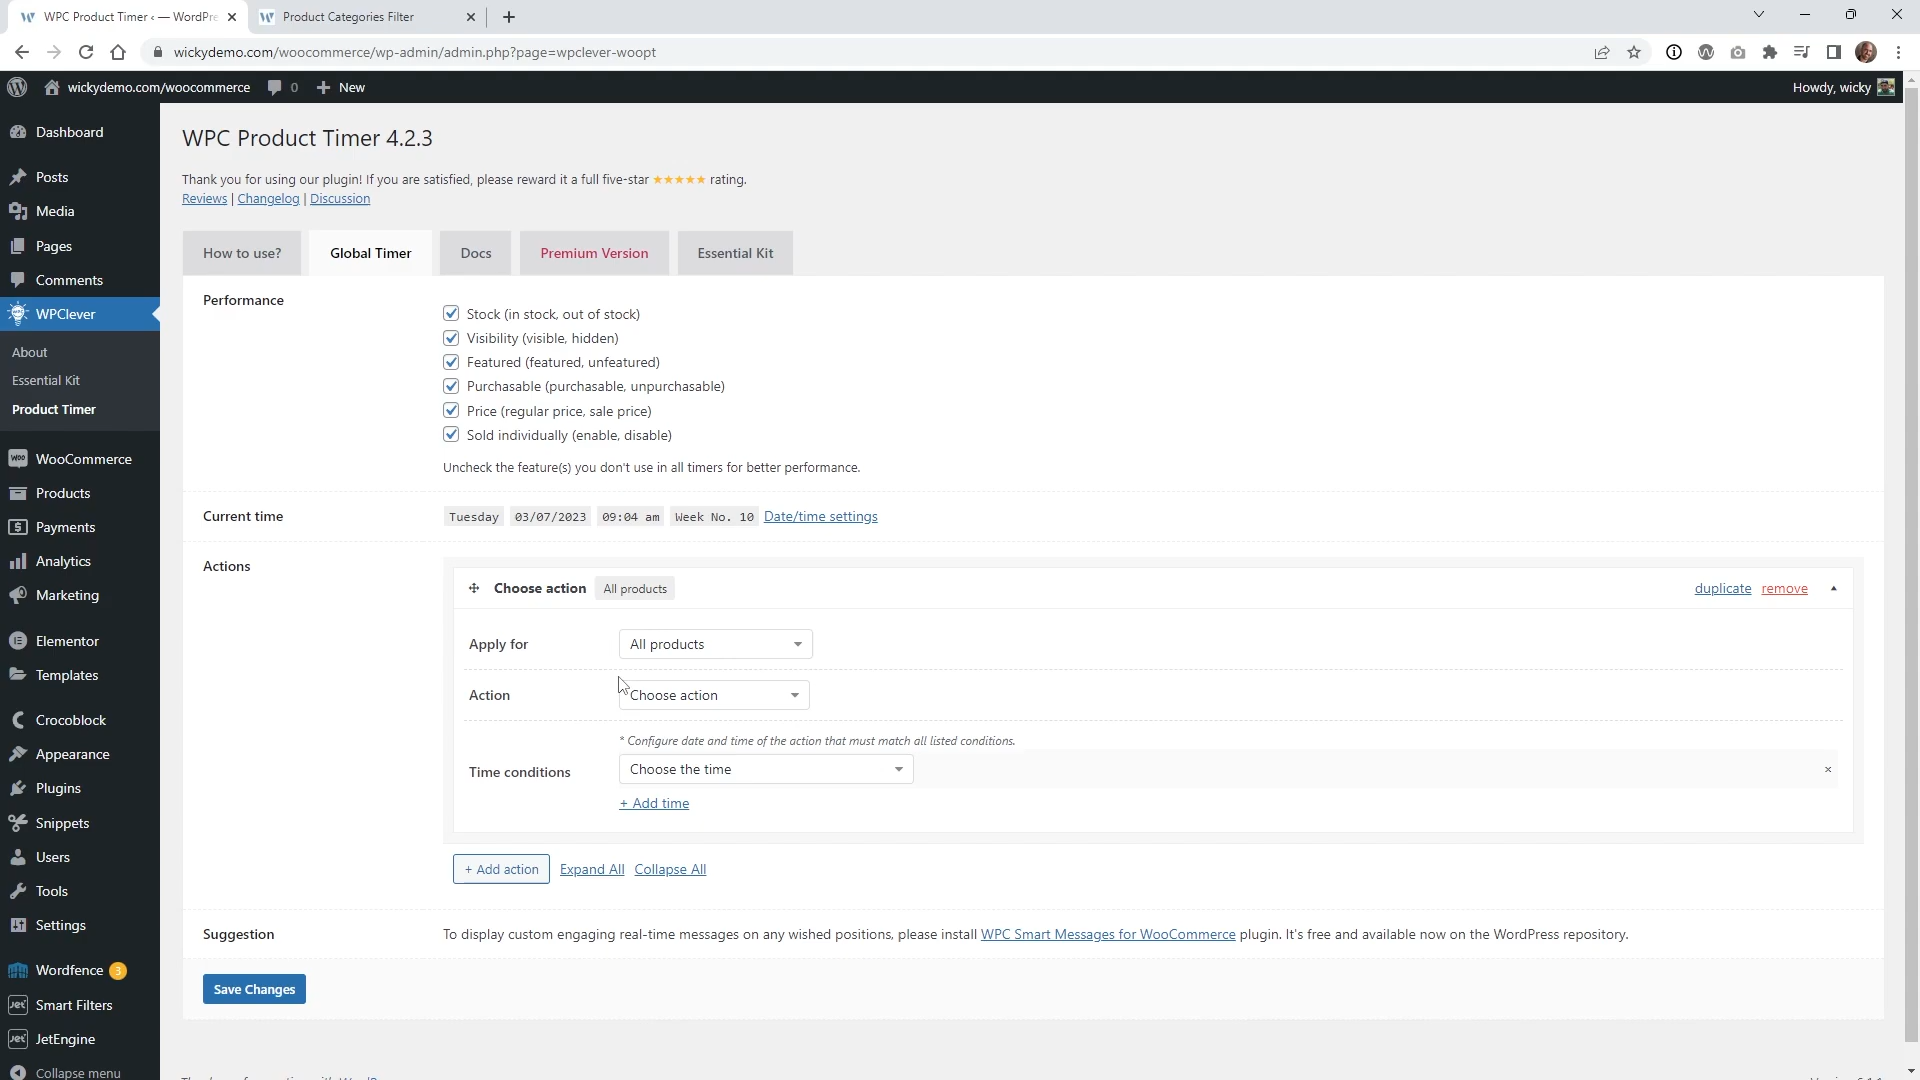 WPC Product Timer ‹ — WordPre
Product Categories Filter
wickydemo.com/woocommerce/wp-admin/admin.php?page=wpclever-woopt
wickydemo.com/woocommerce
0
New
Howdy, wicky
Dashboard
Posts
Media
Pages
Comments
WPClever
About
Essential Kit
Product Timer
WooCommerce
Products
Payments
Analytics
Marketing
Elementor
Templates
Crocoblock
Appearance
Plugins
Snippets
Users
Tools
Settings
Wordfence 3
Smart Filters
JetEngine
Collapse menu
WPC Product Timer 4.2.3
Thank you for using our plugin! If you are satisfied, please reward it a full five-star ★★★★★ rating.
Reviews | Changelog | Discussion
How to use?
Global Timer
Docs
Premium Version
Essential Kit
Performance
Stock (in stock, out of stock)
Visibility (visible, hidden)
Featured (featured, unfeatured)
Purchasable (purchasable, unpurchasable)
Price (regular price, sale price)
Sold individually (enable, disable)
Uncheck the feature(s) you don't use in all timers for better performance.
Current time
Tuesday 03/07/2023 09:04 am Week No. 10 Date/time settings
Actions
Choose action All products
duplicate remove
Apply for
All products
Action
Choose action
* Configure date and time of the action that must match all listed conditions.
Time conditions
Choose the time
×
+ Add time
+ Add action Expand All Collapse All
Suggestion
To display custom engaging real-time messages on any wished positions, please install WPC Smart Messages for WooCommerce plugin. It's free and available now on the WordPress repository.
Save Changes